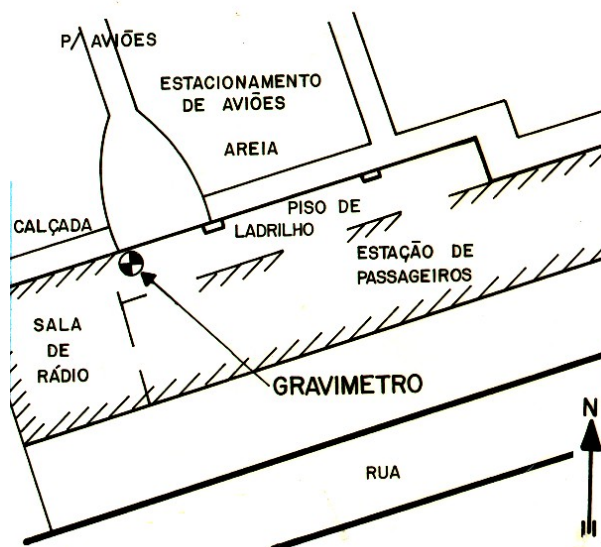 P/ AVIÕES
ESTACIONAMENTO
DE AVIÕES
AREIA
CALÇADA
PISO DE
LADRILHO
ESTAÇÃO DE
PASSAGEIROS
SALA
DE
RÁDIO
GRAVIMETRO
N
RUA